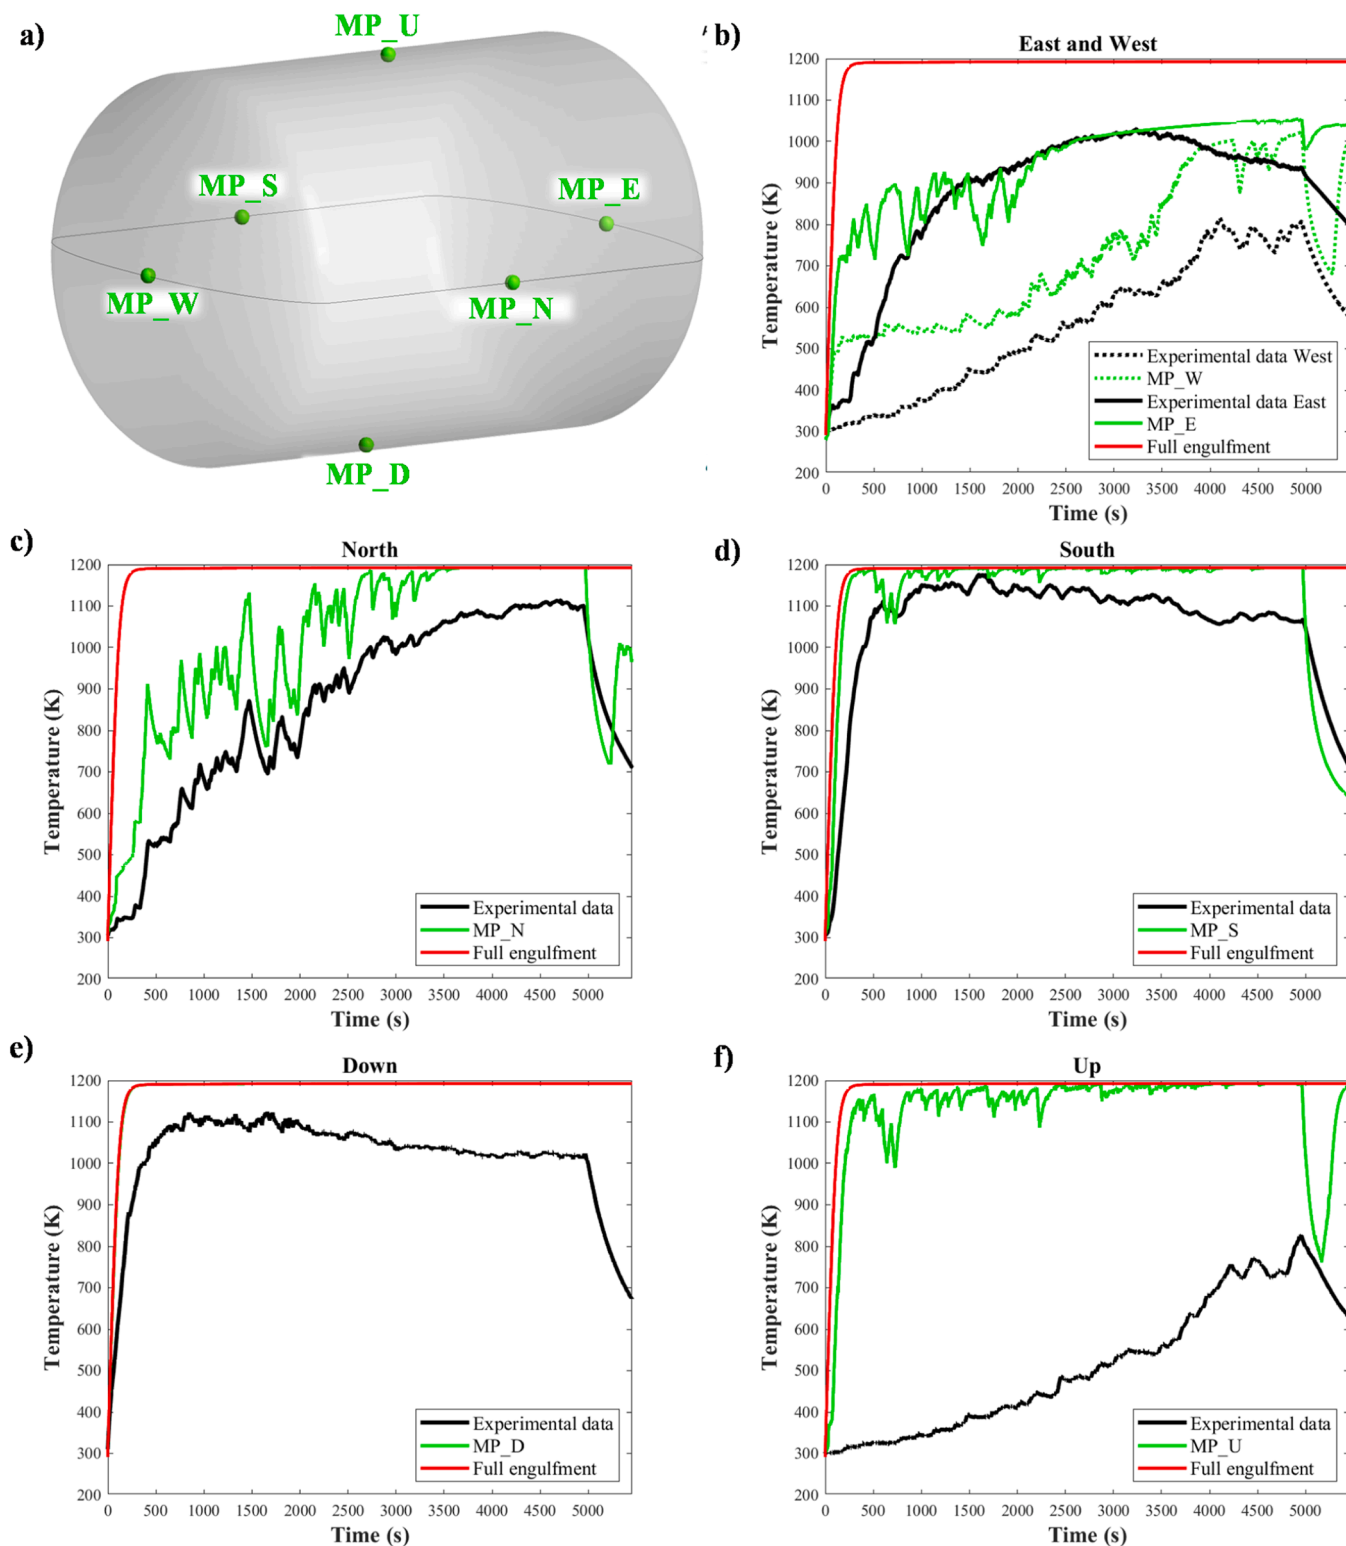 a)
MP_U
MP_S
MP_E
MP_W
MP_N
MP_D
b)
East and West
1200
1100
1000
900
800
700
600
500
400
300
200
Temperature (K)
Experimental data West
MP_W
Experimental data East
MP_E
Full engulfment
0 500 1000 1500 2000 2500 3000 3500 4000 4500 5000
Time (s)
c)
North
1200
1100
1000
900
800
700
600
500
400
300
200
Temperature (K)
Experimental data
MP_N
Full engulfment
0 500 1000 1500 2000 2500 3000 3500 4000 4500 5000
Time (s)
d)
South
1200
1100
1000
900
800
700
600
500
400
300
200
Temperature (K)
Experimental data
MP_S
Full engulfment
0 500 1000 1500 2000 2500 3000 3500 4000 4500 5000
Time (s)
e)
Down
1200
1100
1000
900
800
700
600
500
400
300
200
Temperature (K)
Experimental data
MP_D
Full engulfment
0 500 1000 1500 2000 2500 3000 3500 4000 4500 5000
Time (s)
f)
Up
1200
1100
1000
900
800
700
600
500
400
300
200
Temperature (K)
Experimental data
MP_U
Full engulfment
0 500 1000 1500 2000 2500 3000 3500 4000 4500 5000
Time (s)